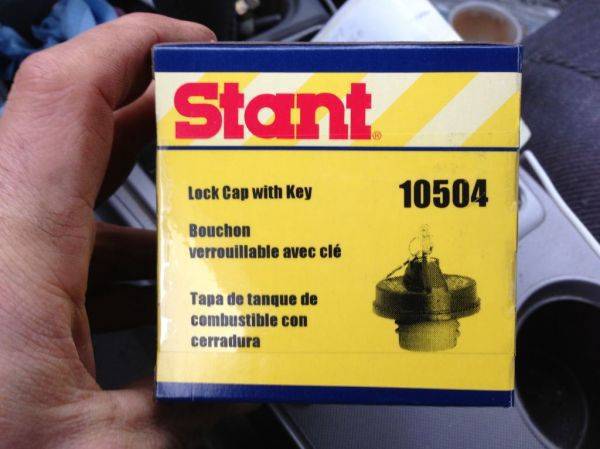 Stant®
Lock Cap with Key
10504
Bouchon
verrouillable avec clé
Tapa de tanque de
combustible con
cerradura